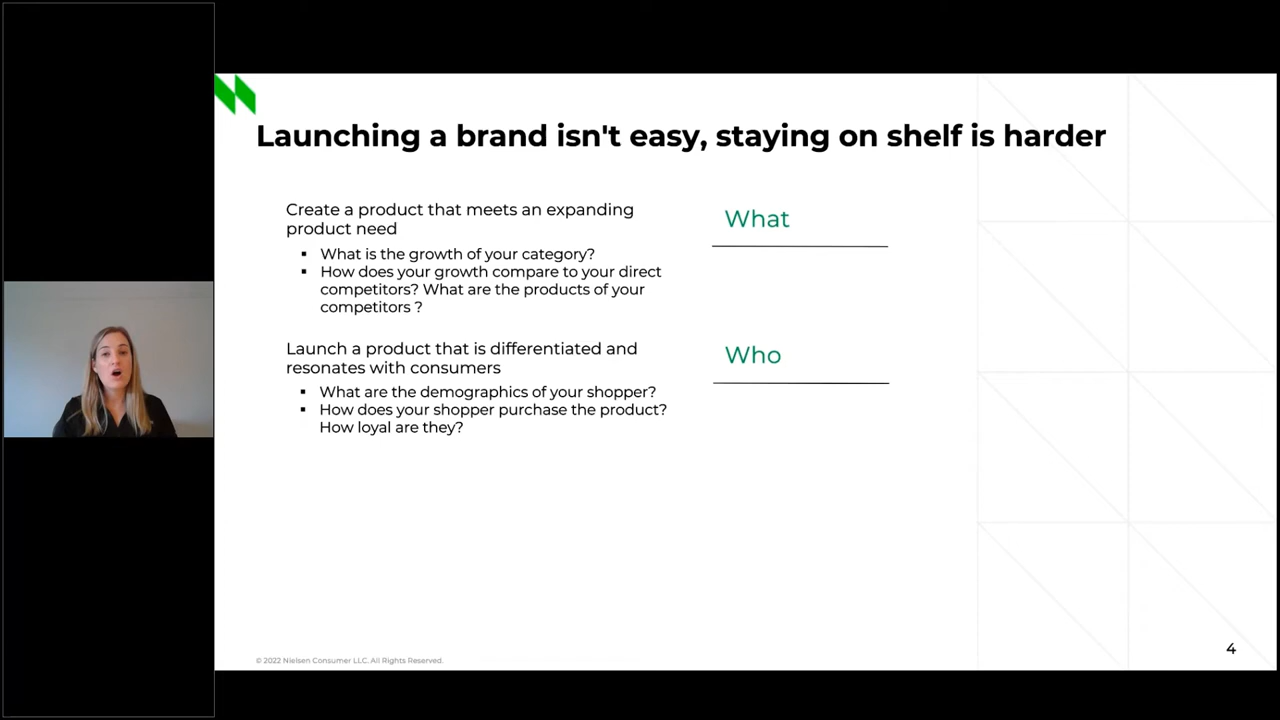 Launching a brand isn't easy, staying on shelf is harder
Create a product that meets an expanding
product need
What
▪ What is the growth of your category?
▪ How does your growth compare to your direct
competitors? What are the products of your
competitors ?
Launch a product that is differentiated and
resonates with consumers
Who
▪ What are the demographics of your shopper?
▪ How does your shopper purchase the product?
How loyal are they?
© 2022 Nielsen Consumer LLC. All Rights Reserved.
4